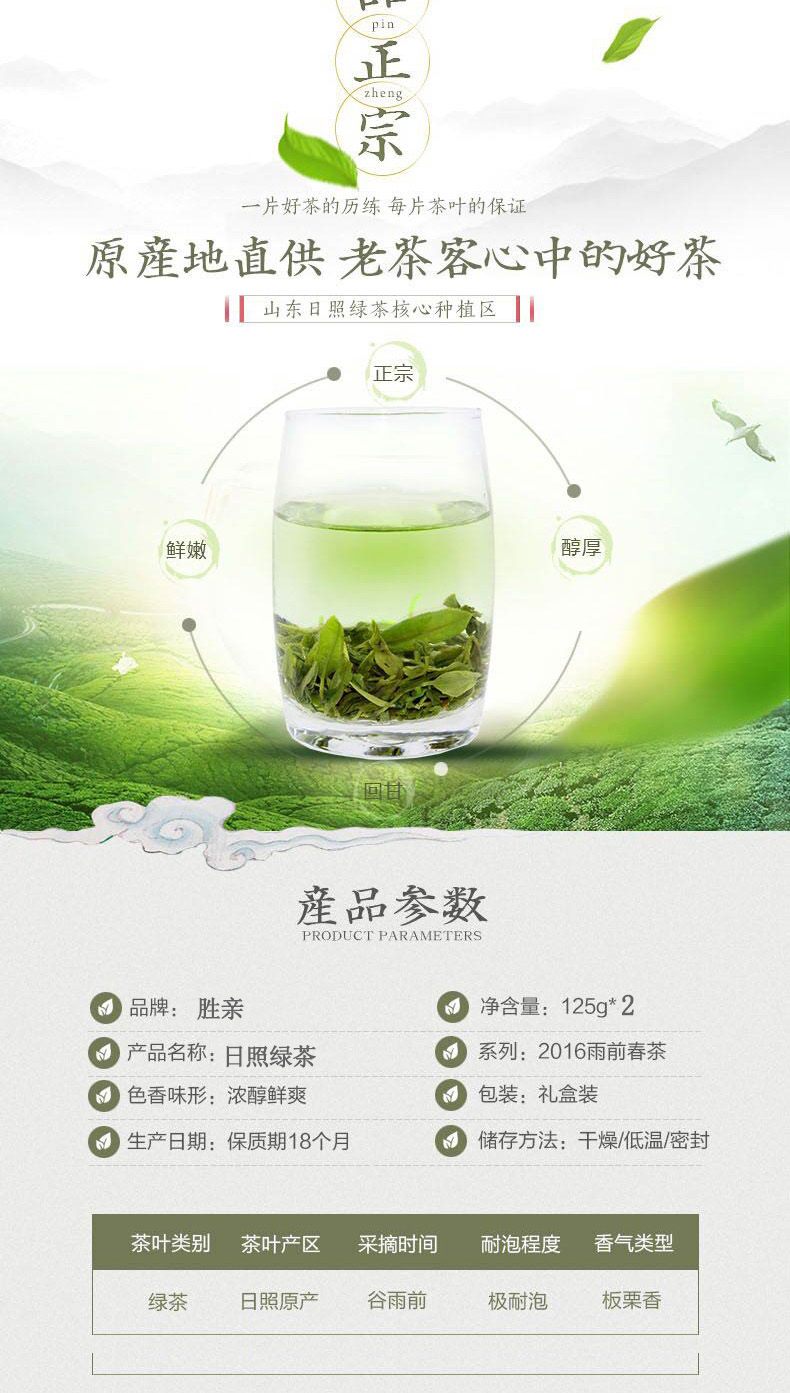 pin
正
zheng
宗
一片好茶的历练 每片茶叶的保证
原産地直供 老茶客心中的好茶
山东日照绿茶核心种植区
正宗
鲜嫩
醇厚
回甘
産品参数
PRODUCT PARAMETERS
品牌： 胜亲
净含量：125g*2
产品名称：日照绿茶
系列：2016雨前春茶
色香味形：浓醇鲜爽
包装：礼盒装
生产日期：保质期18个月
储存方法：干燥/低温/密封
茶叶类别 茶叶产区 采摘时间 耐泡程度 香气类型
绿茶 日照原产 谷雨前 极耐泡 板栗香